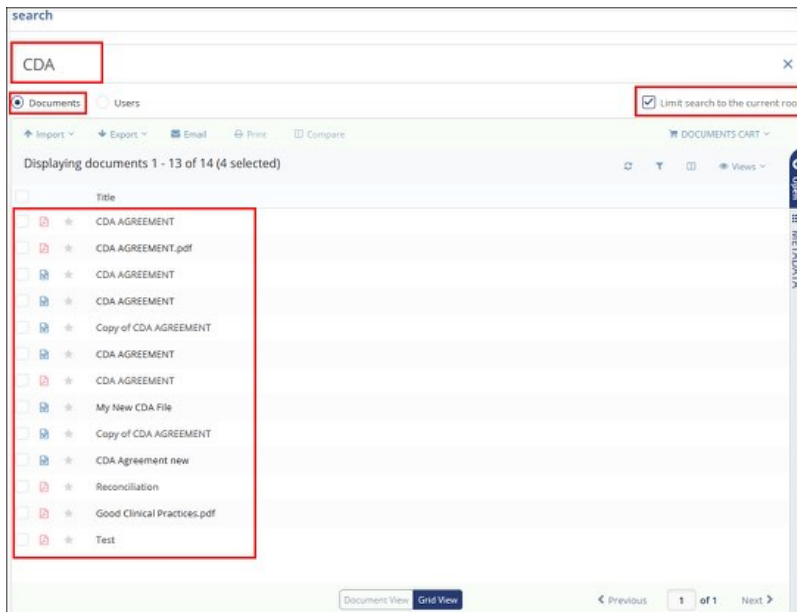 search
CDA
Documents Users Limit search to the current roo
Import Export Email Print Compare DOCUMENTS CART
Displaying documents 1 - 13 of 14 (4 selected) Views
Open
METADATA
Title
CDA AGREEMENT
CDA AGREEMENT.pdf
CDA AGREEMENT
CDA AGREEMENT
Copy of CDA AGREEMENT
CDA AGREEMENT
CDA AGREEMENT
My New CDA File
Copy of CDA AGREEMENT
CDA Agreement new
Reconciliation
Good Clinical Practices.pdf
Test
Document View Grid View Previous 1 of 1 Next